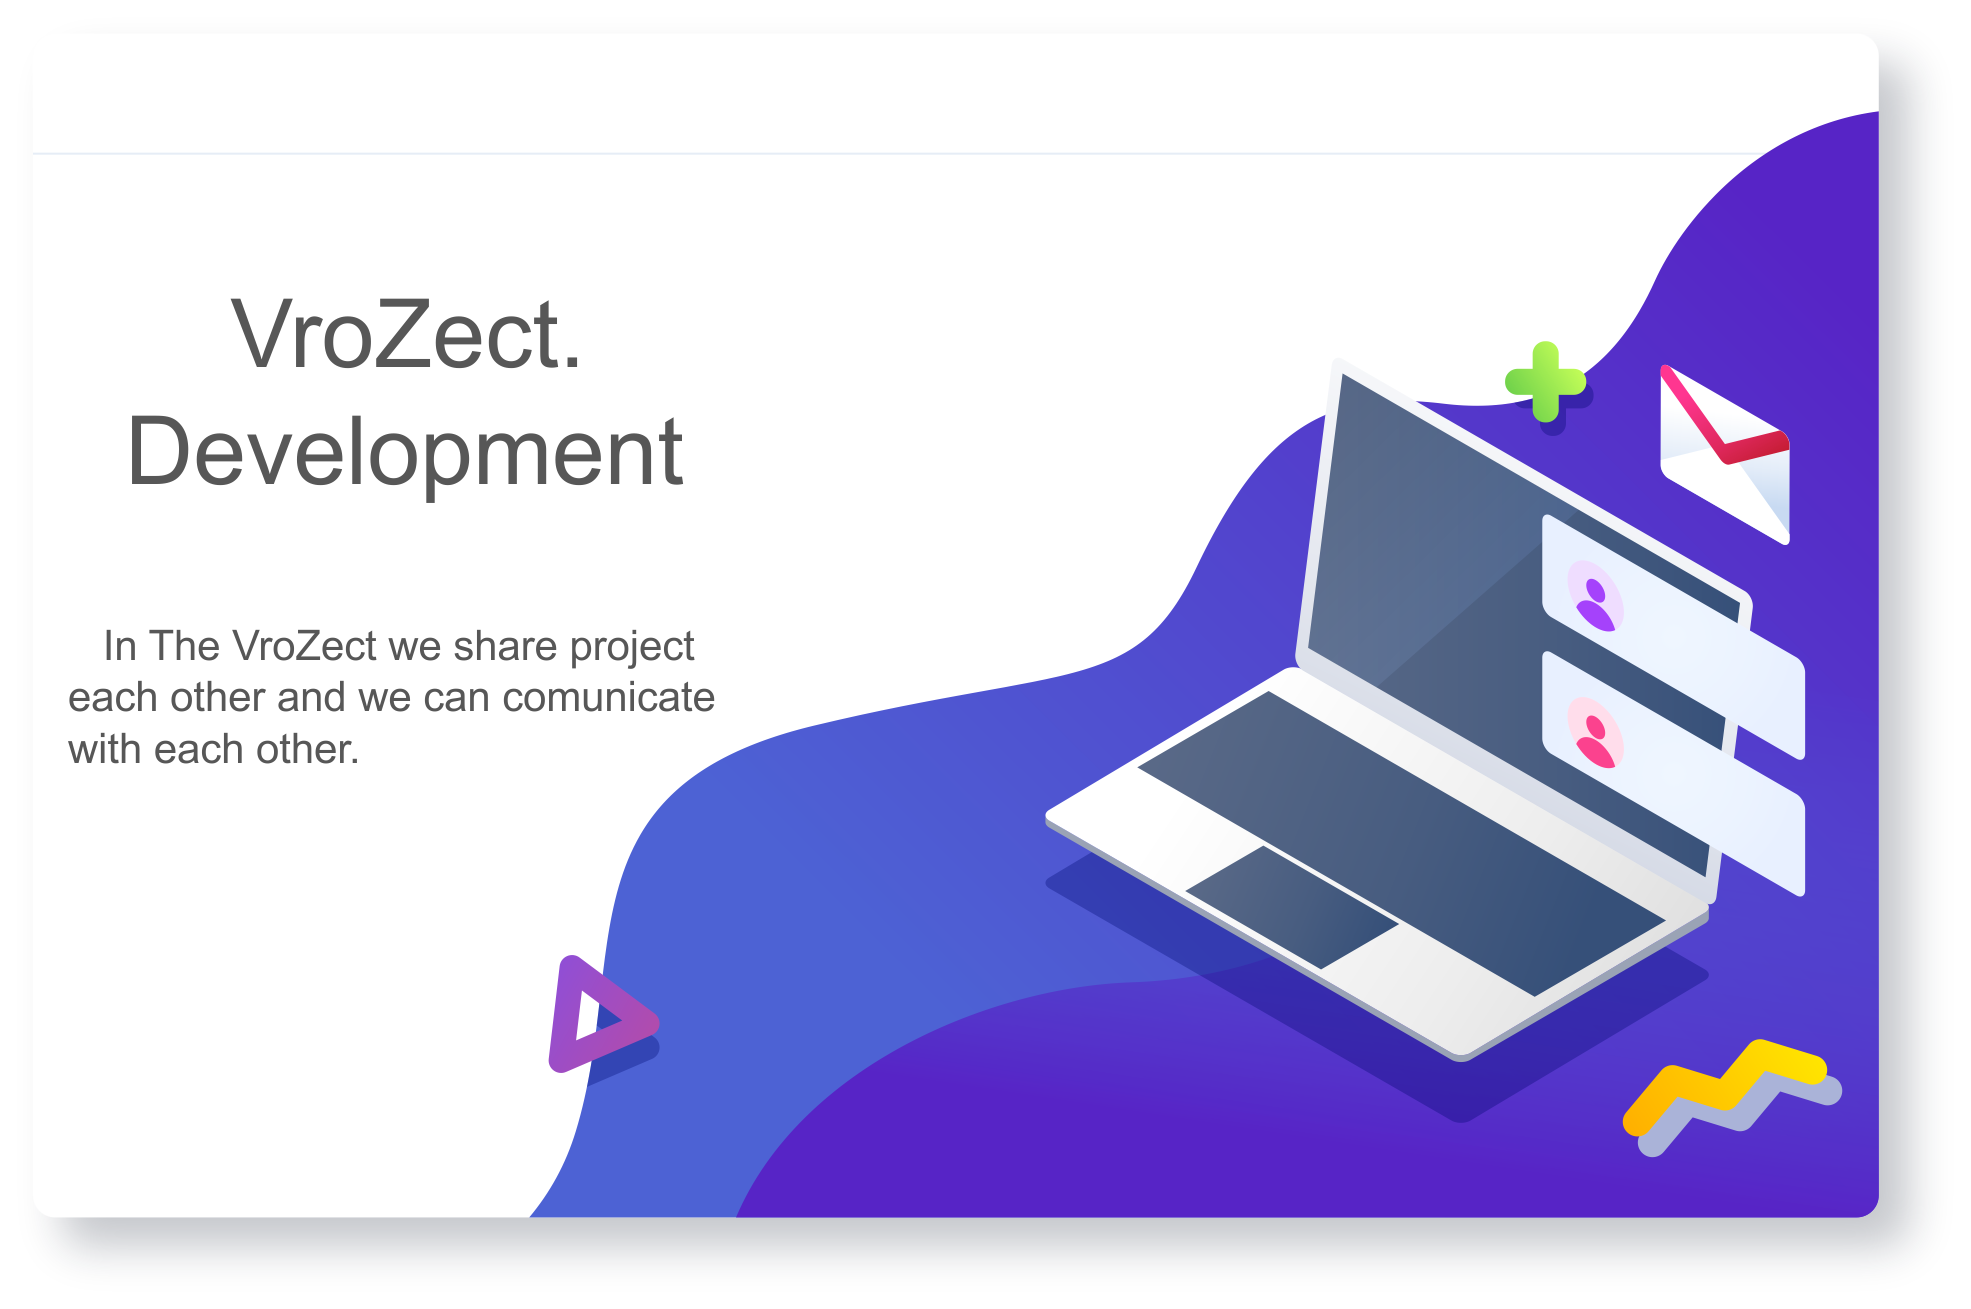 VroZect.
Development
In The VroZect we share project
each other and we can comunicate
with each other.